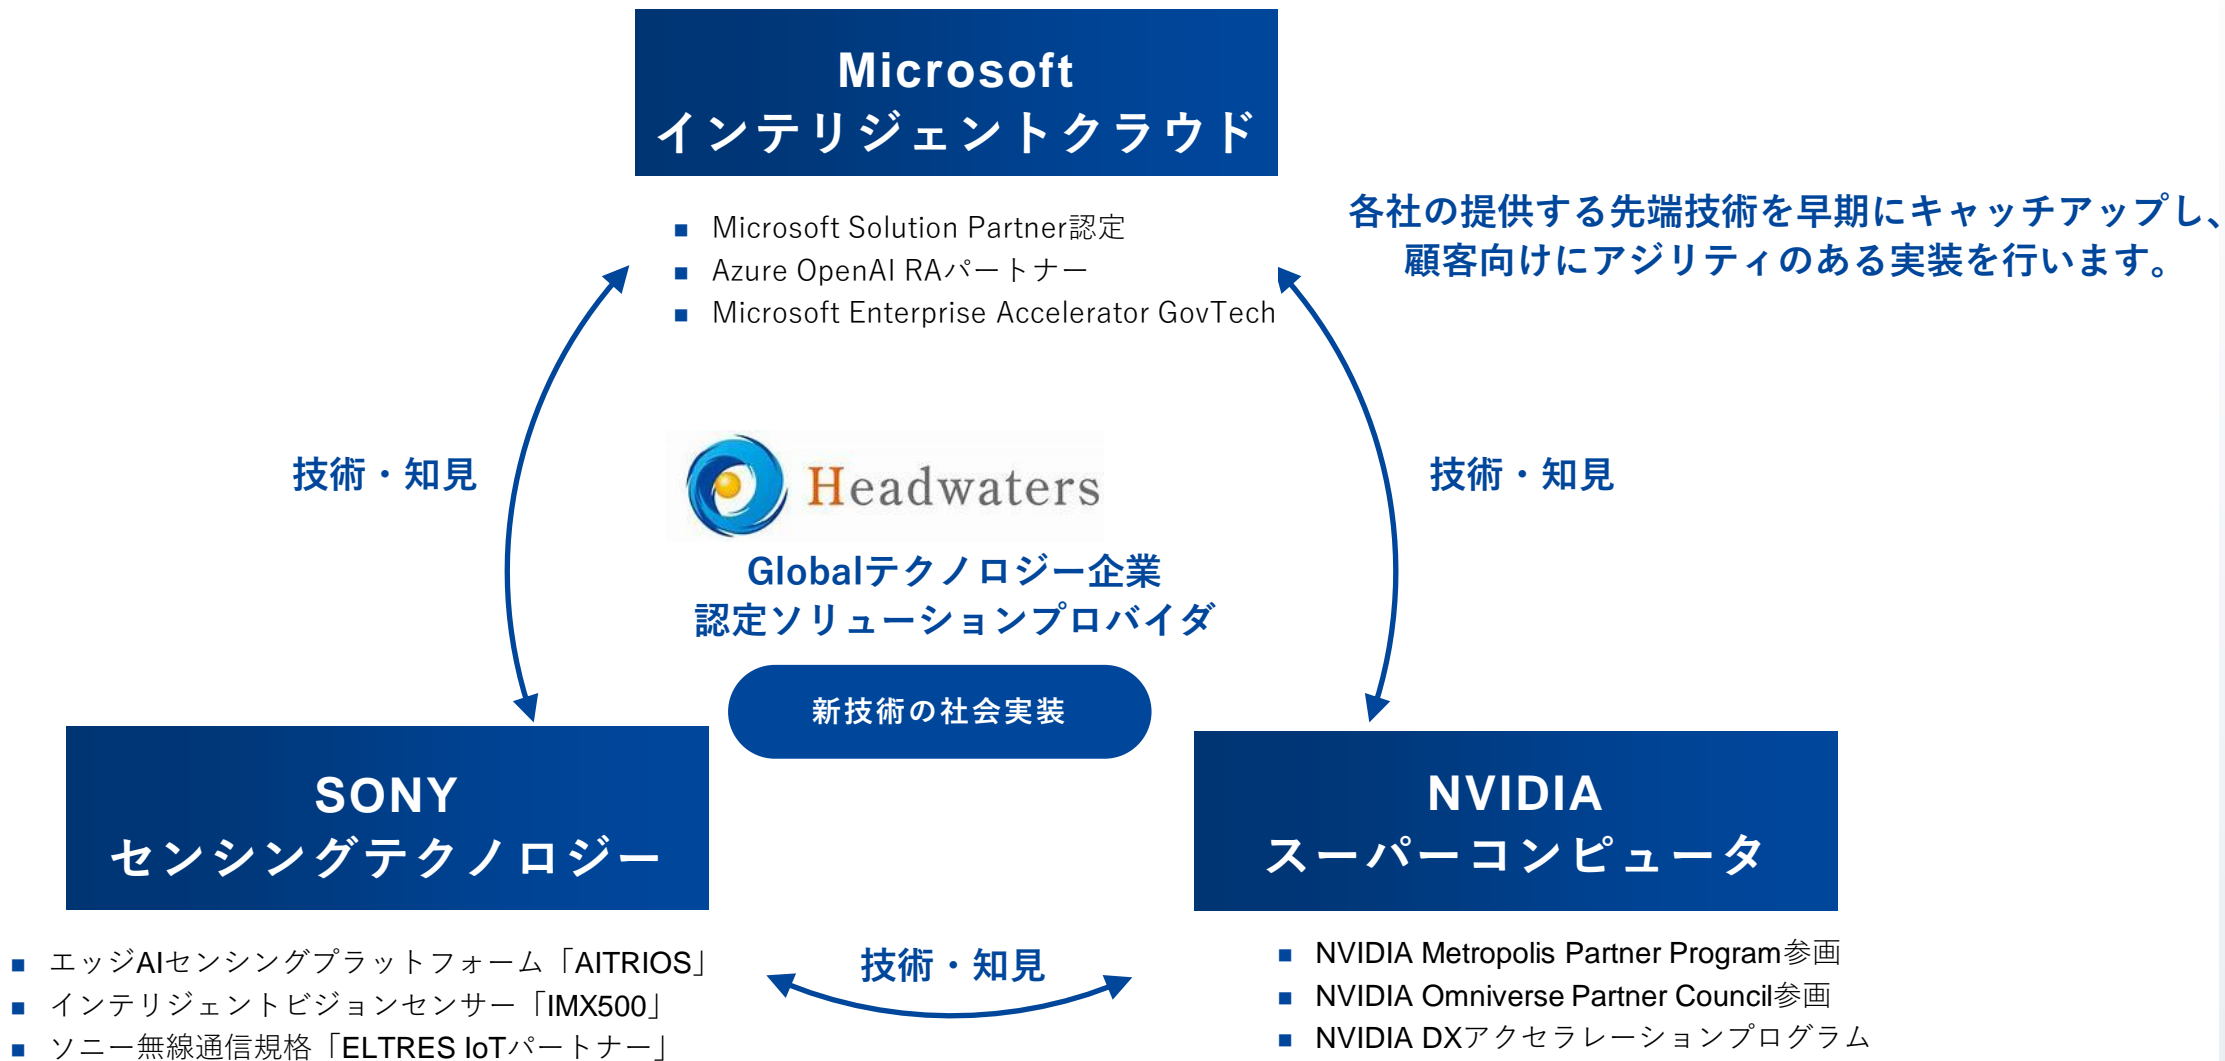 Microsoft
インテリジェントクラウド
■ Microsoft Solution Partner認定
■ Azure OpenAI RAパートナー
■ Microsoft Enterprise Accelerator GovTech
各社の提供する先端技術を早期にキャッチアップし、
顧客向けにアジリティのある実装を行います。
技術・知見
Headwaters
技術・知見
Globalテクノロジー企業
認定ソリューションプロバイダ
新技術の社会実装
SONY
センシングテクノロジー
NVIDIA
スーパーコンピュータ
■ エッジAIセンシングプラットフォーム「AITRIOS」
■ インテリジェントビジョンセンサー「IMX500」
■ ソニー無線通信規格「ELTRES IoTパートナー」
技術・知見
■ NVIDIA Metropolis Partner Program参画
■ NVIDIA Omniverse Partner Council参画
■ NVIDIA DXアクセラレーションプログラム